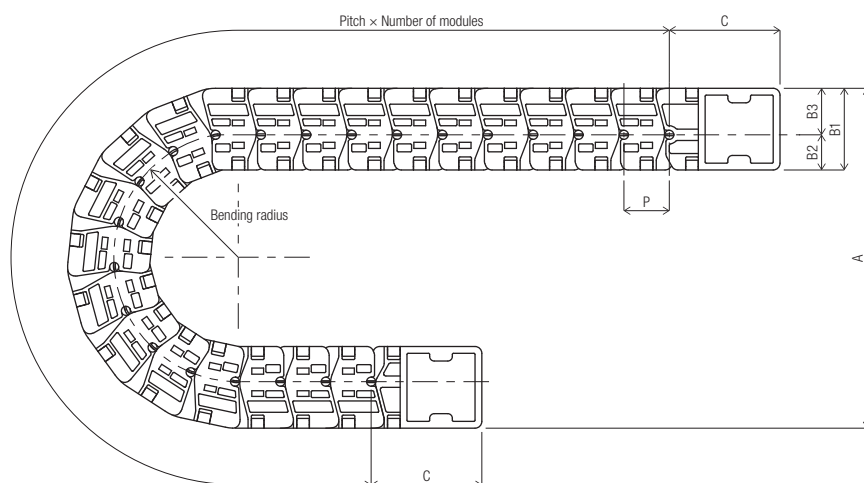 Pitch × Number of modules
C
B3
B1
B2
P
Bending radius
A
C